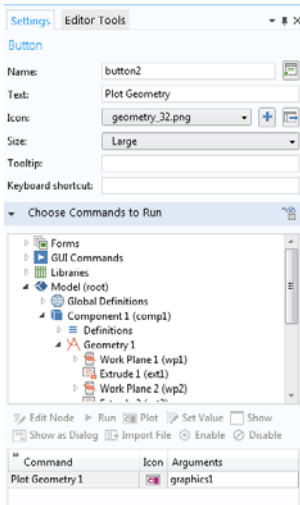 Settings Editor Tools
Button
Name: button2
Text: Plot Geometry
Icon: geometry_32.png
Size: Large
Tooltip:
Keyboard shortcut:
Choose Commands to Run
Forms
GUI Commands
Libraries
Model (root)
Global Definitions
Component 1 (comp1)
Definitions
Geometry 1
Work Plane 1 (wp1)
Extrude 1 (ext1)
Work Plane 2 (wp2)
Edit Node Run Plot Set Value Show
Show as Dialog Import File Enable Disable
Command Icon Arguments
Plot Geometry 1 graphics1